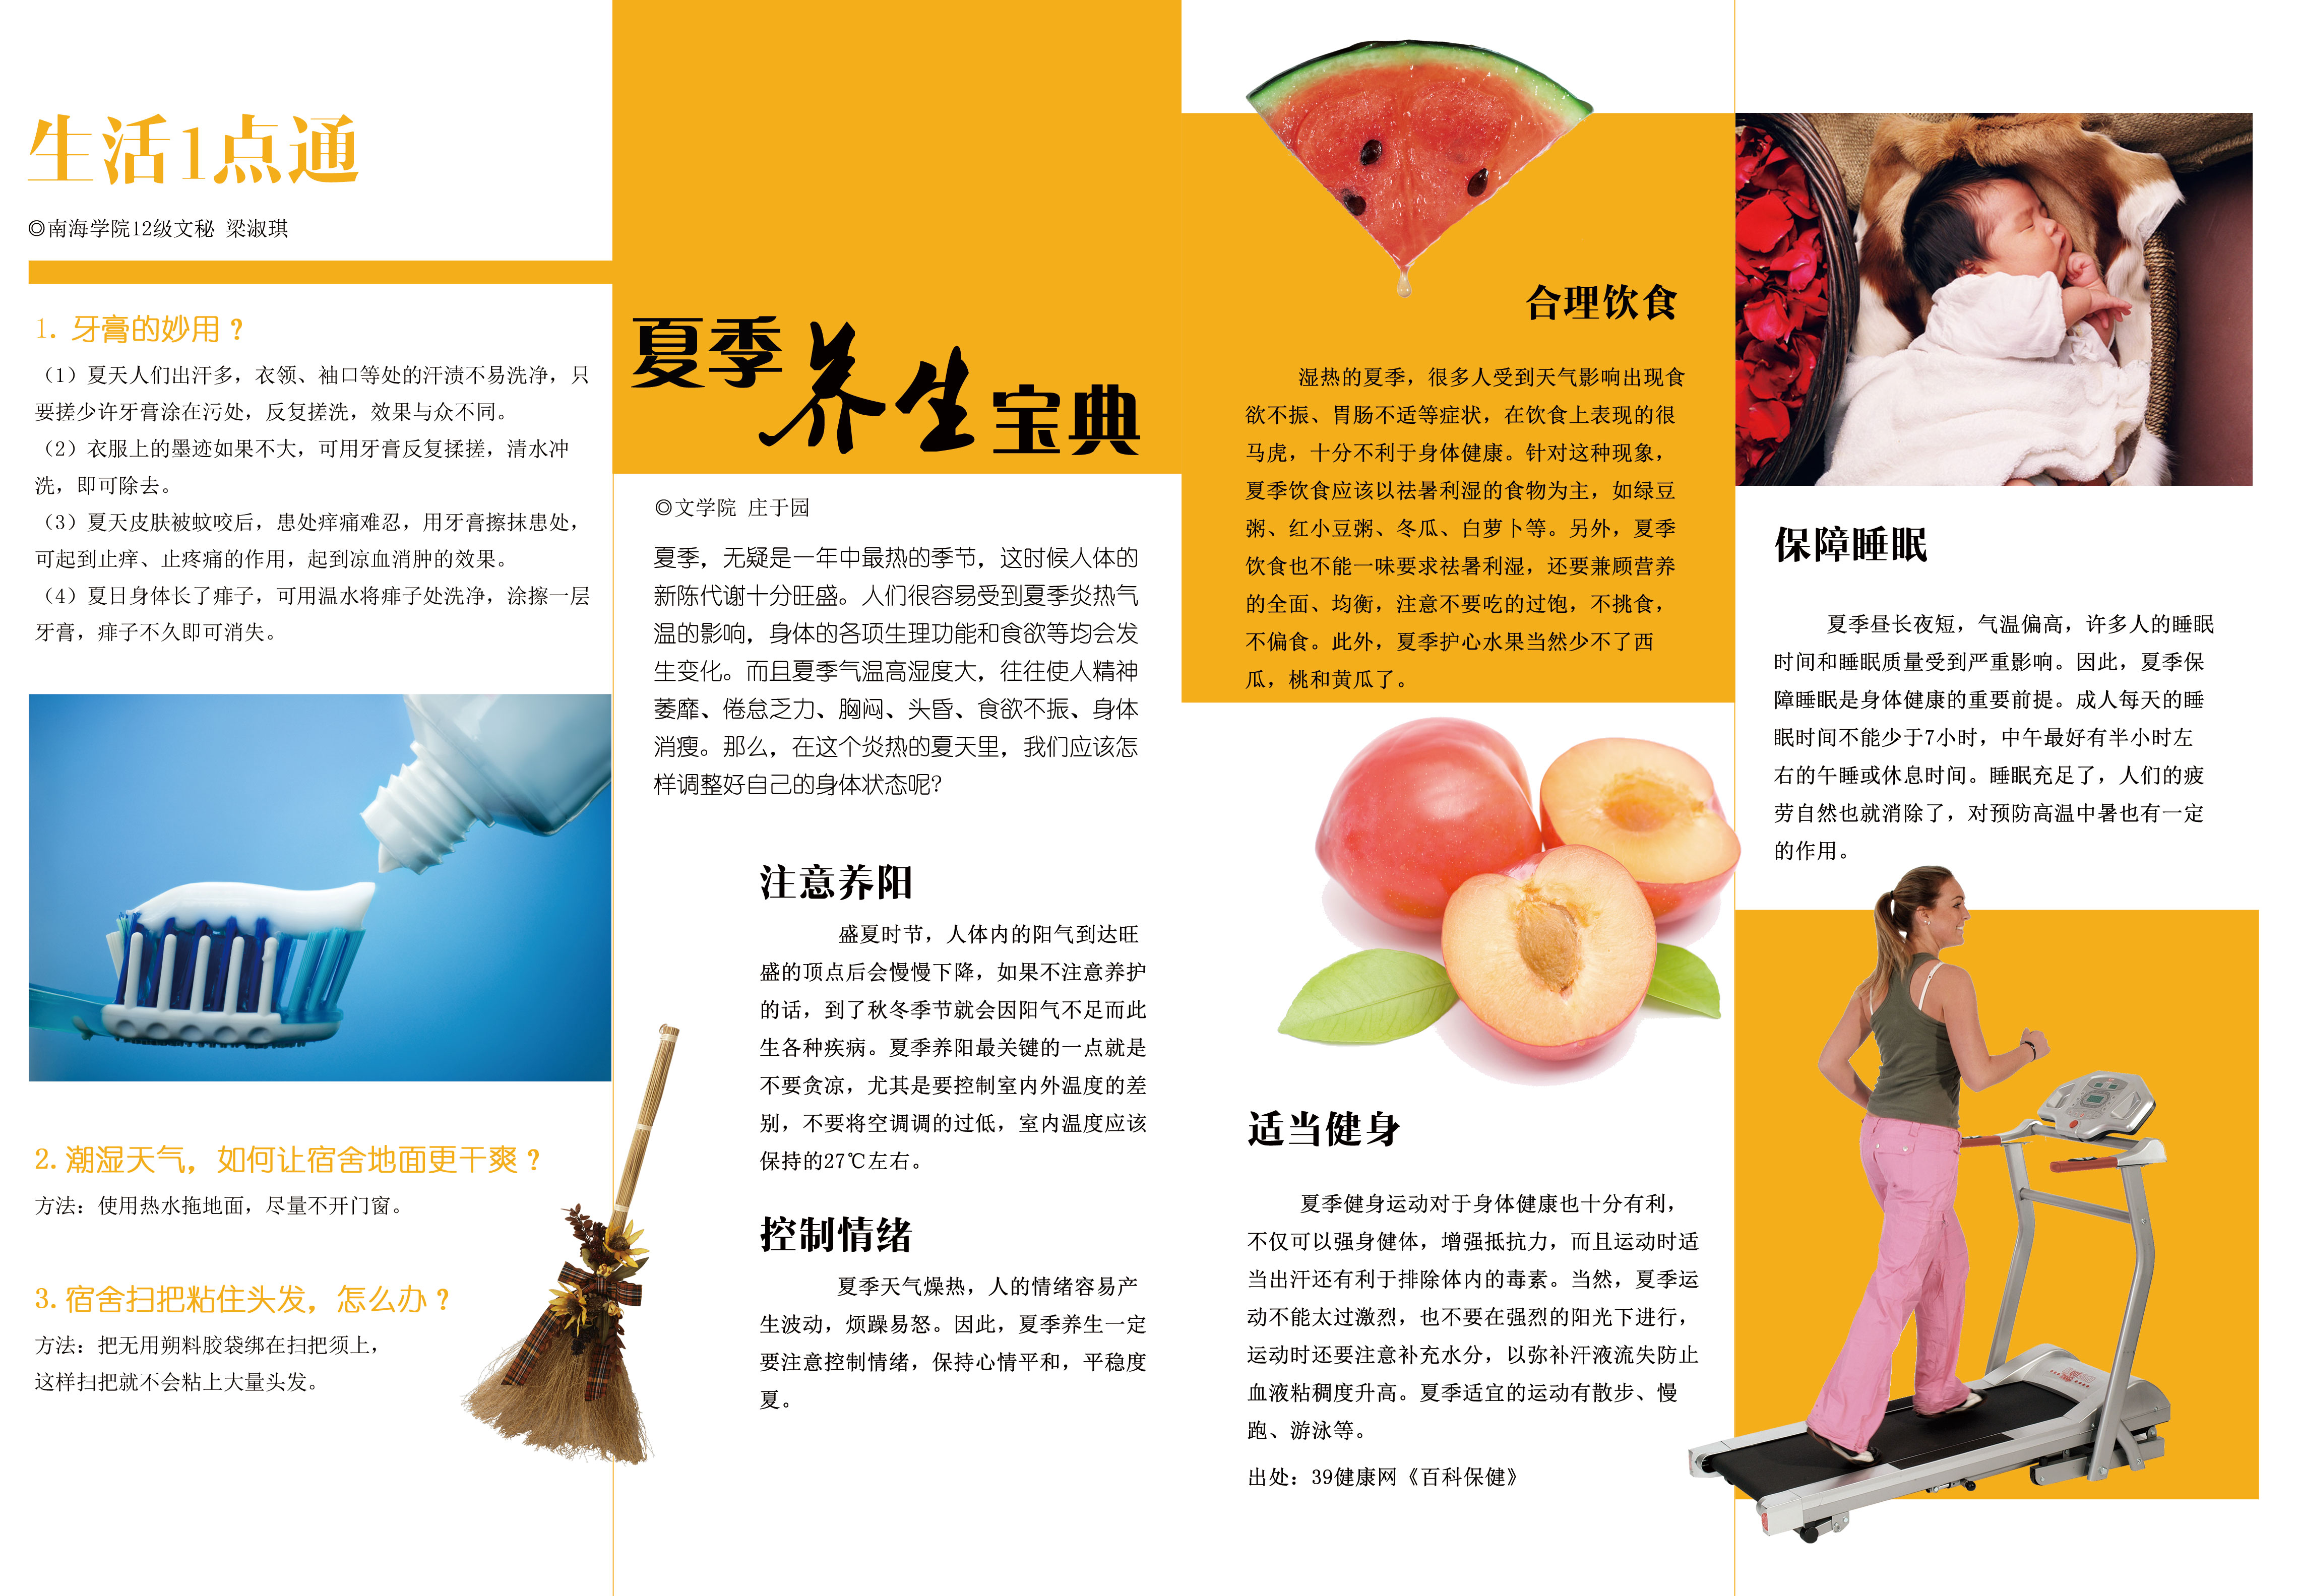 生活1点通
◎南海学院12级文秘 梁淑琪
1. 牙膏的妙用？
（1）夏天人们出汗多，衣领、袖口等处的汗渍不易洗净，只
要搓少许牙膏涂在污处，反复搓洗，效果与众不同。
（2）衣服上的墨迹如果不大，可用牙膏反复揉搓，清水冲
洗，即可除去。
（3）夏天皮肤被蚊咬后，患处痒痛难忍，用牙膏擦抹患处，
可起到止痒、止疼痛的作用，起到凉血消肿的效果。
（4）夏日身体长了痱子，可用温水将痱子处洗净，涂擦一层
牙膏，痱子不久即可消失。
2. 潮湿天气，如何让宿舍地面更干爽？
方法：使用热水拖地面，尽量不开门窗。
3. 宿舍扫把粘住头发，怎么办？
方法：把无用朔料胶袋绑在扫把须上，
这样扫把就不会粘上大量头发。
夏季养生宝典
◎文学院 庄于园
夏季，无疑是一年中最热的季节，这时候人体的
新陈代谢十分旺盛。人们很容易受到夏季炎热气
温的影响，身体的各项生理功能和食欲等均会发
生变化。而且夏季气温高湿度大，往往使人精神
萎靡、倦怠乏力、胸闷、头昏、食欲不振、身体
消瘦。那么，在这个炎热的夏天里，我们应该怎
样调整好自己的身体状态呢？
注意养阳
盛夏时节，人体内的阳气到达旺
盛的顶点后会慢慢下降，如果不注意养护
的话，到了秋冬季节就会因阳气不足而此
生各种疾病。夏季养阳最关键的一点就是
不要贪凉，尤其是要控制室内外温度的差
别，不要将空调调的过低，室内温度应该
保持的27℃左右。
控制情绪
夏季天气燥热，人的情绪容易产
生波动，烦躁易怒。因此，夏季养生一定
要注意控制情绪，保持心情平和，平稳度
夏。
合理饮食
湿热的夏季，很多人受到天气影响出现食
欲不振、胃肠不适等症状，在饮食上表现的很
马虎，十分不利于身体健康。针对这种现象，
夏季饮食应该以祛暑利湿的食物为主，如绿豆
粥、红小豆粥、冬瓜、白萝卜等。另外，夏季
饮食也不能一味要求祛暑利湿，还要兼顾营养
的全面、均衡，注意不要吃的过饱，不挑食，
不偏食。此外，夏季护心水果当然少不了西
瓜，桃和黄瓜了。
适当健身
夏季健身运动对于身体健康也十分有利，
不仅可以强身健体，增强抵抗力，而且运动时适
当出汗还有利于排除体内的毒素。当然，夏季运
动不能太过激烈，也不要在强烈的阳光下进行，
运动时还要注意补充水分，以弥补汗液流失防止
血液粘稠度升高。夏季适宜的运动有散步、慢
跑、游泳等。
出处：39健康网《百科保健》
保障睡眠
夏季昼长夜短，气温偏高，许多人的睡眠
时间和睡眠质量受到严重影响。因此，夏季保
障睡眠是身体健康的重要前提。成人每天的睡
眠时间不能少于7小时，中午最好有半小时左
右的午睡或休息时间。睡眠充足了，人们的疲
劳自然也就消除了，对预防高温中暑也有一定
的作用。